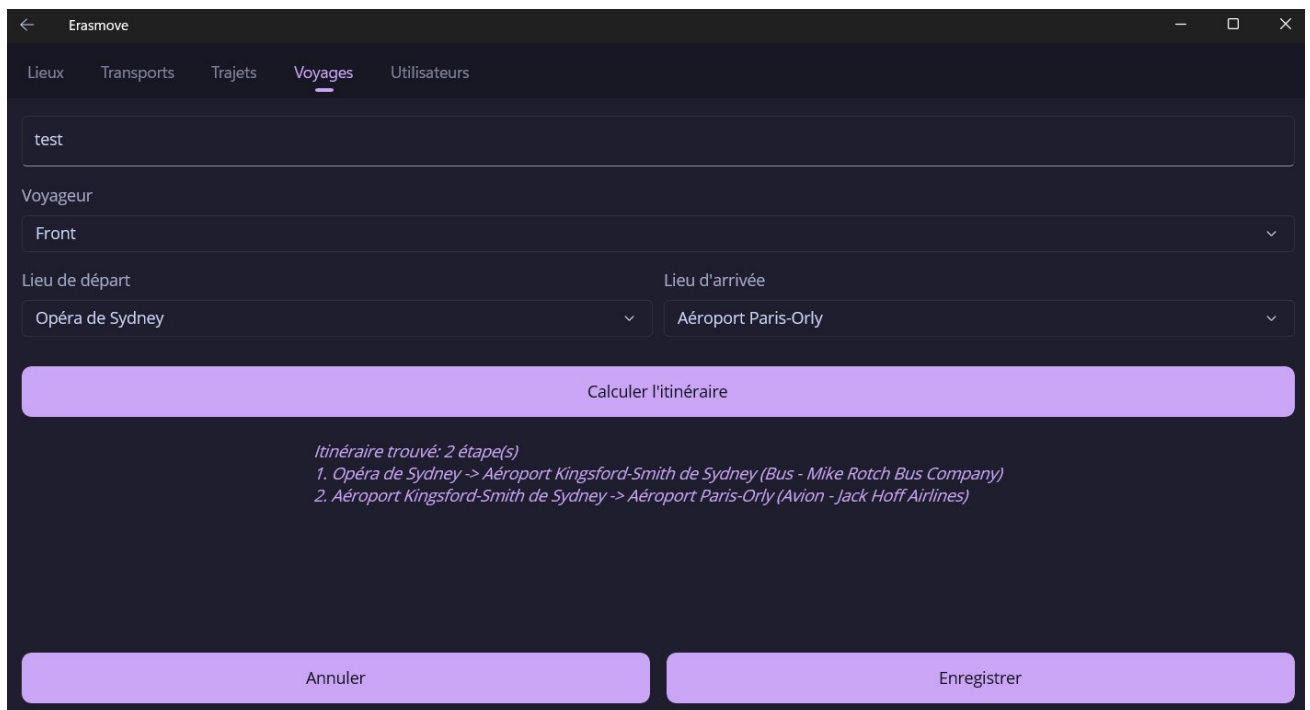 Erasmove
Lieux Transports Trajets Voyages Utilisateurs
test
Voyageur
Front
Lieu de départ Lieu d'arrivée
Opéra de Sydney Aéroport Paris-Orly
Calculer l'itinéraire
Itinéraire trouvé: 2 étape(s)
1. Opéra de Sydney -> Aéroport Kingsford-Smith de Sydney (Bus - Mike Rotch Bus Company)
2. Aéroport Kingsford-Smith de Sydney -> Aéroport Paris-Orly (Avion - Jack Hoff Airlines)
Annuler Enregistrer